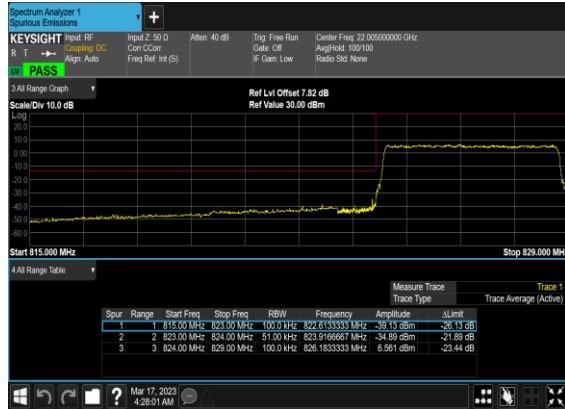 Spectrum Analyzer 1
Spurious Emissions
KEYSIGHT Input: RF Input Z: 50 Ω Atten: 40 dB Trig: Free Run Center Freq: 22.005000000 GHz
R T Coupling: DC Corr CCorr Gate: Off Avg|Hold: 100/100
Align: Auto Freq Ref: Int (S) IF Gain: Low Radio Std: None
PASS
3 All Range Graph
Scale/Div 10.0 dB Ref Lvl Offset 7.82 dB
Ref Value 30.00 dBm
Log
20.0
10.0
0.00
-10.0
-20.0
-30.0
-40.0
-50.0
-60.0
Start 815.000 MHz Stop 829.000 MH
4 All Range Table
Measure Trace Trace 1
Trace Type Trace Average (Active)
Spur Range Start Freq Stop Freq RBW Frequency Amplitude ΔLimit
1 1 815.00 MHz 823.00 MHz 100.0 kHz 822.6133333 MHz -39.13 dBm -26.13 dB
2 2 823.00 MHz 824.00 MHz 51.00 kHz 823.9166667 MHz -34.89 dBm -21.89 dB
3 3 824.00 MHz 829.00 MHz 100.0 kHz 826.1833333 MHz 6.561 dBm -23.44 dB
Mar 17, 2023
4:28:01 AM